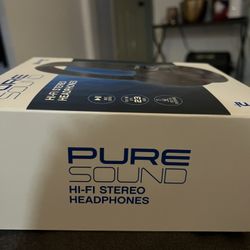 PURE
SOUND
HI-FI STEREO
HEADPHONES
PURE
SOUND
HI-FI STEREO
HEADPHONES